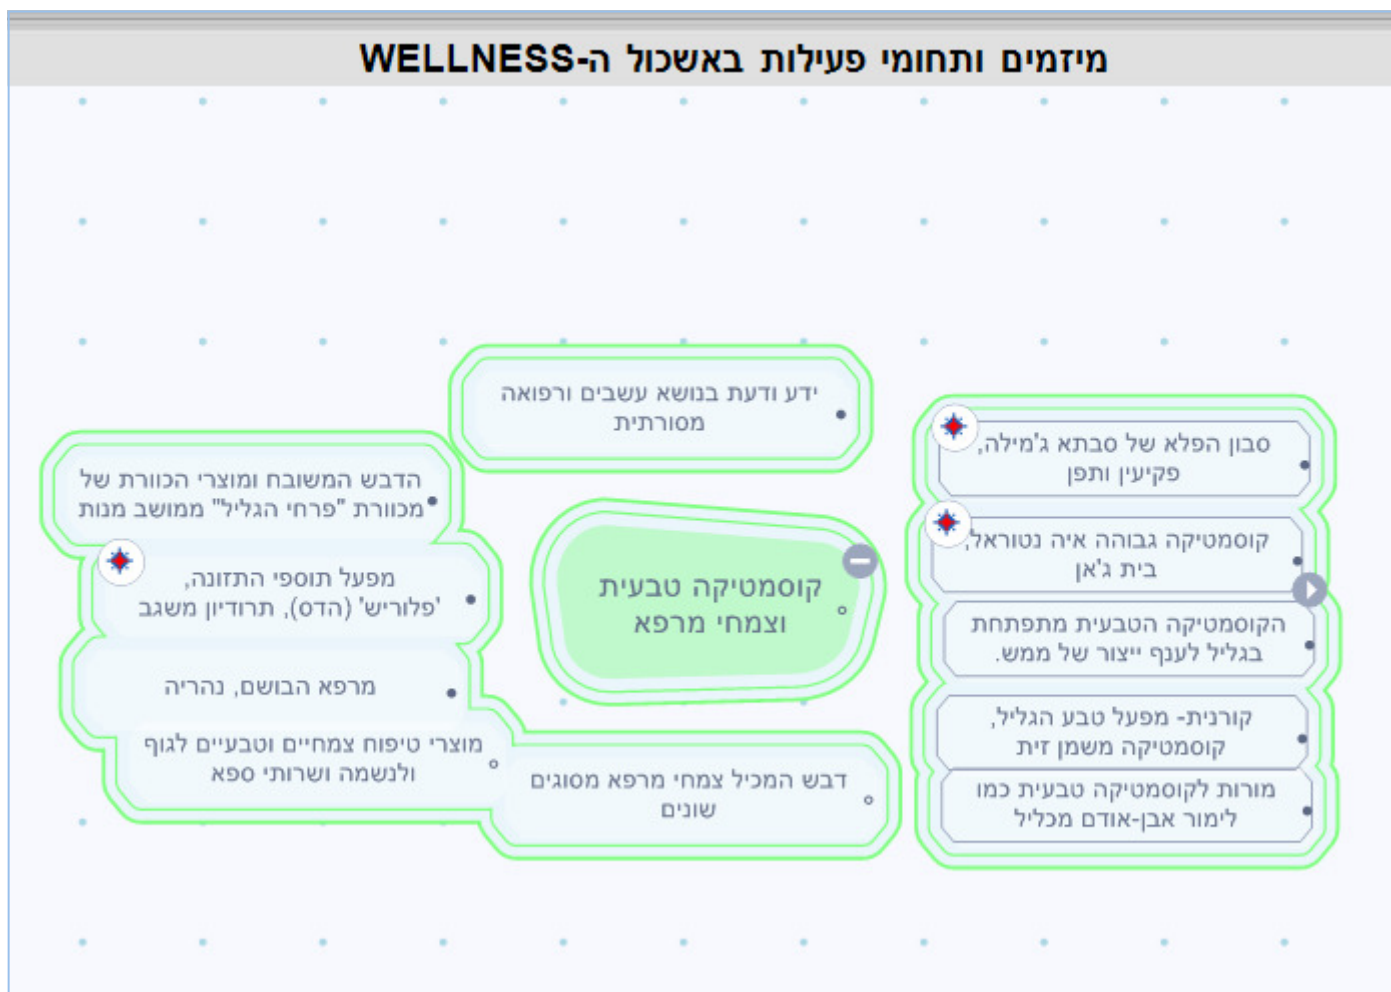 מיזמים ותחומי פעילות באשכול ה-WELLNESS
ידע ודעת בנושא עשבים ורפואה
מסורתית
סבון הפלא של סבתא ג'מילה,
פקיעין ותפן
קוסמטיקה גבוהה איה נטוראל,
בית ג'אן
הקוסמטיקה הטבעית מתפתחת
בגליל לענף ייצור של ממש.
קורנית- מפעל טבע הגליל,
קוסמטיקה משמן זית
מורות לקוסמטיקה טבעית כמו
לימור אבן-אודם מכליל
קוסמטיקה טבעית
וצמחי מרפא
הדבש המשובח ומוצרי הכוורת של
מכוורת "פרחי הגליל" ממושב מנות
מפעל תוספי התזונה,
'פלוריש' (הדס), תרודיון משגב
מרפא הבושם, נהריה
מוצרי טיפוח צמחיים וטבעיים לגוף
ולנשמה ושרותי ספא
דבש המכיל צמחי מרפא מסוגים
שונים